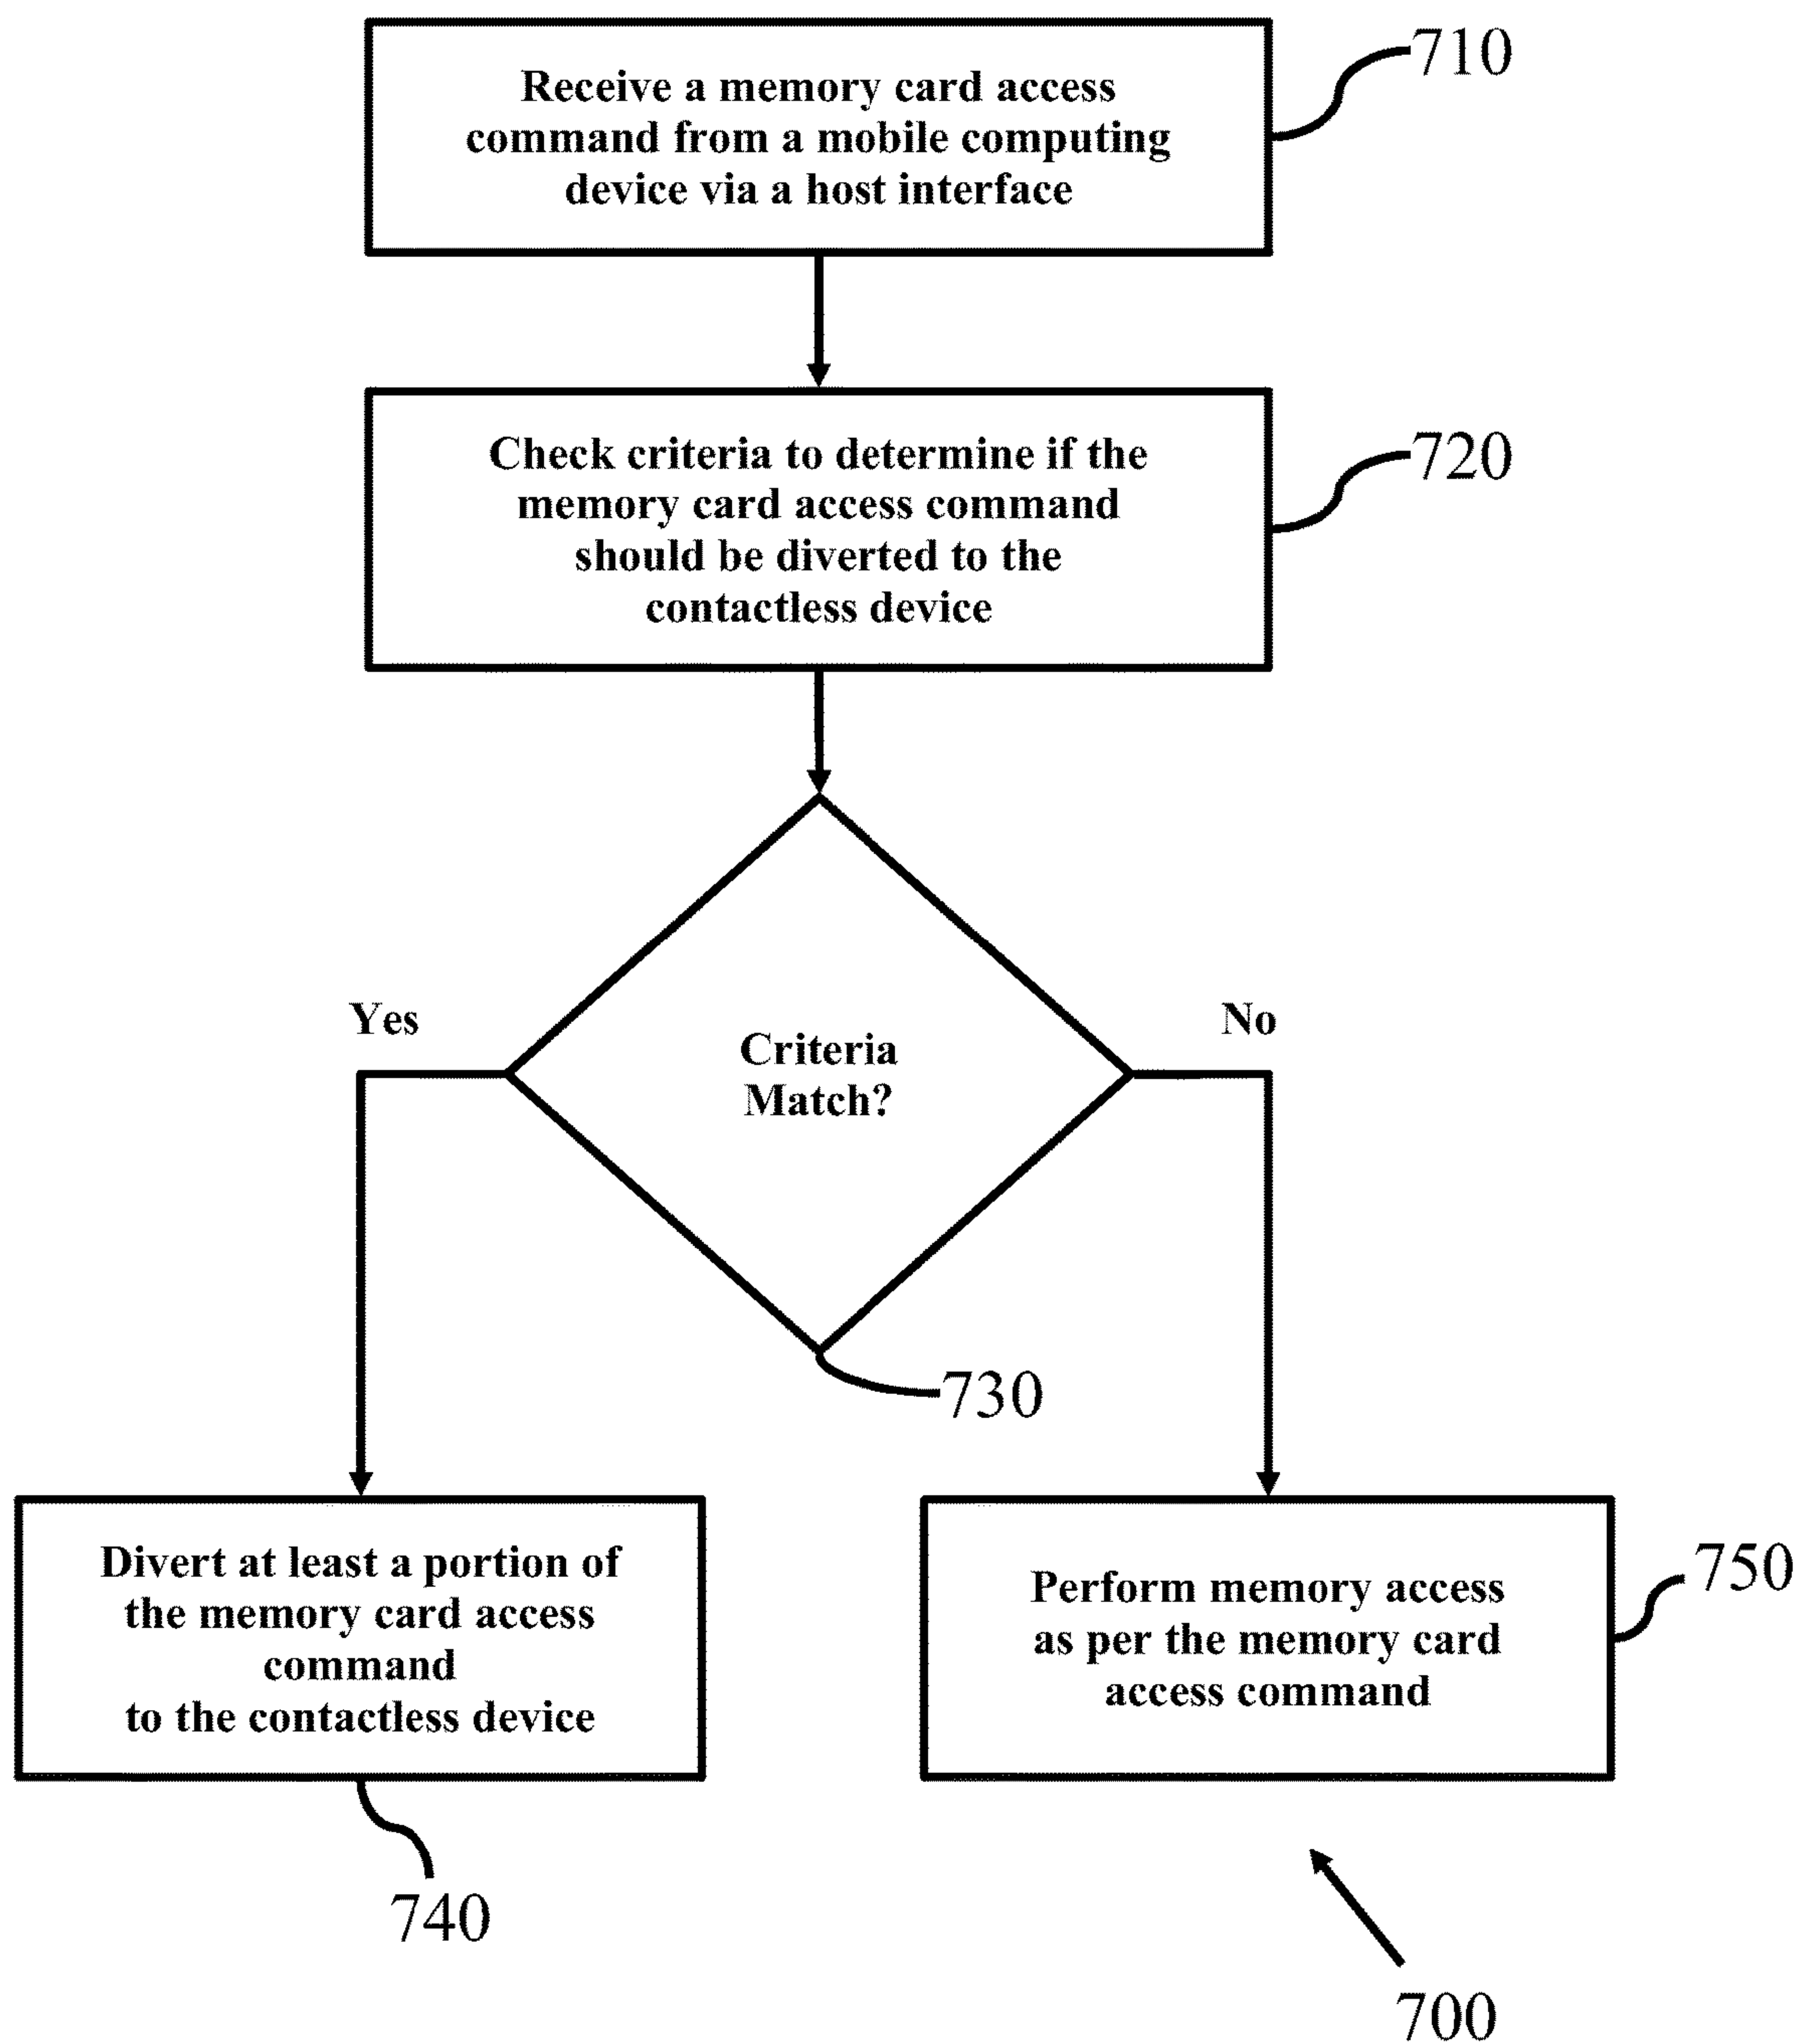 Receive a memory card access
command from a mobile computing
device via a host interface
710
Check criteria to determine if the
memory card access command
should be diverted to the
contactless device
720
Yes
No
Criteria
Match?
730
Divert at least a portion of
the memory card access
command
to the contactless device
740
Perform memory access
as per the memory card
access command
750
700